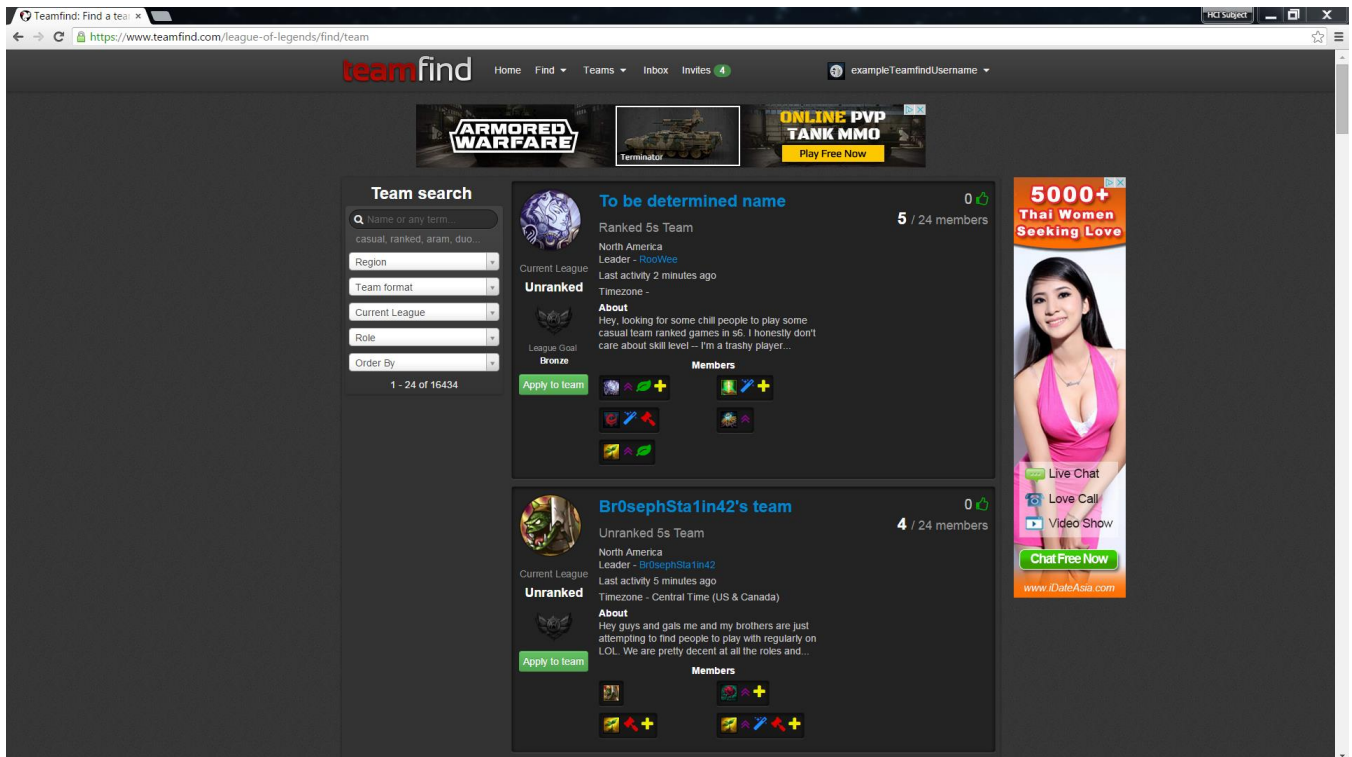 Teamfind: Find a tea
HCI Subject
https://www.teamfind.com/league-of-legends/find/team
teamfind
Home Find Teams Inbox Invites 4 exampleTeamfindUsername
ARMORED WARFARE
Terminator
ONLINE PVP
TANK MMO
Play Free Now
Team search
Name or any term...
casual, ranked, aram, duo...
Region
Team format
Current League
Role
Order By
1 - 24 of 16434
To be determined name
0
5 / 24 members
Ranked 5s Team
North America
Leader - RooWee
Last activity 2 minutes ago
Timezone -
About
Hey, looking for some chill people to play some
casual team ranked games in s6. I honestly don't
care about skill level -- I'm a trashy player...
Current League
Unranked
League Goal
Bronze
Apply to team
Members
Br0sephSta1in42's team
0
4 / 24 members
Unranked 5s Team
North America
Leader - Br0sephSta1in42
Last activity 5 minutes ago
Timezone - Central Time (US & Canada)
About
Hey guys and gals me and my brothers are just
attempting to find people to play with regularly on
LOL. We are pretty decent at all the roles and...
Current League
Unranked
Apply to team
Members
5000+
Thai Women
Seeking Love
Live Chat
Love Call
Video Show
Chat Free Now
www.iDateAsia.com